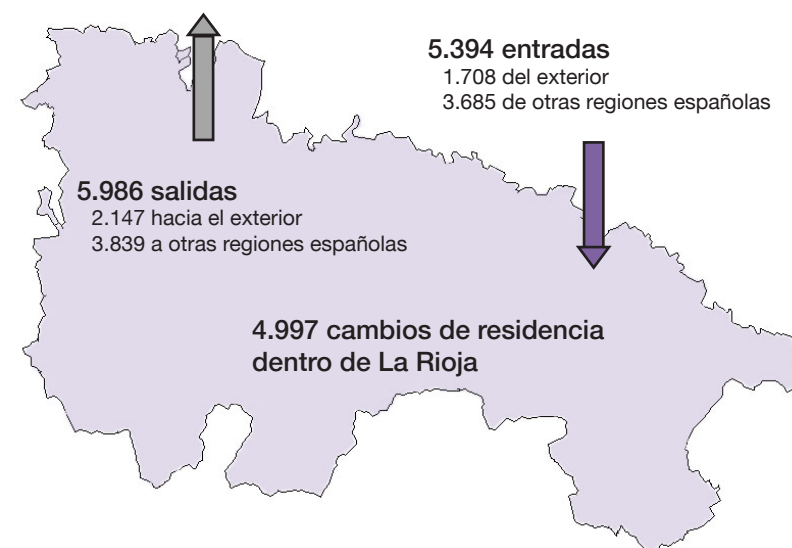 5.394 entradas
1.708 del exterior
3.685 de otras regiones españolas
5.986 salidas
2.147 hacia el exterior
3.839 a otras regiones españolas
4.997 cambios de residencia
dentro de La Rioja